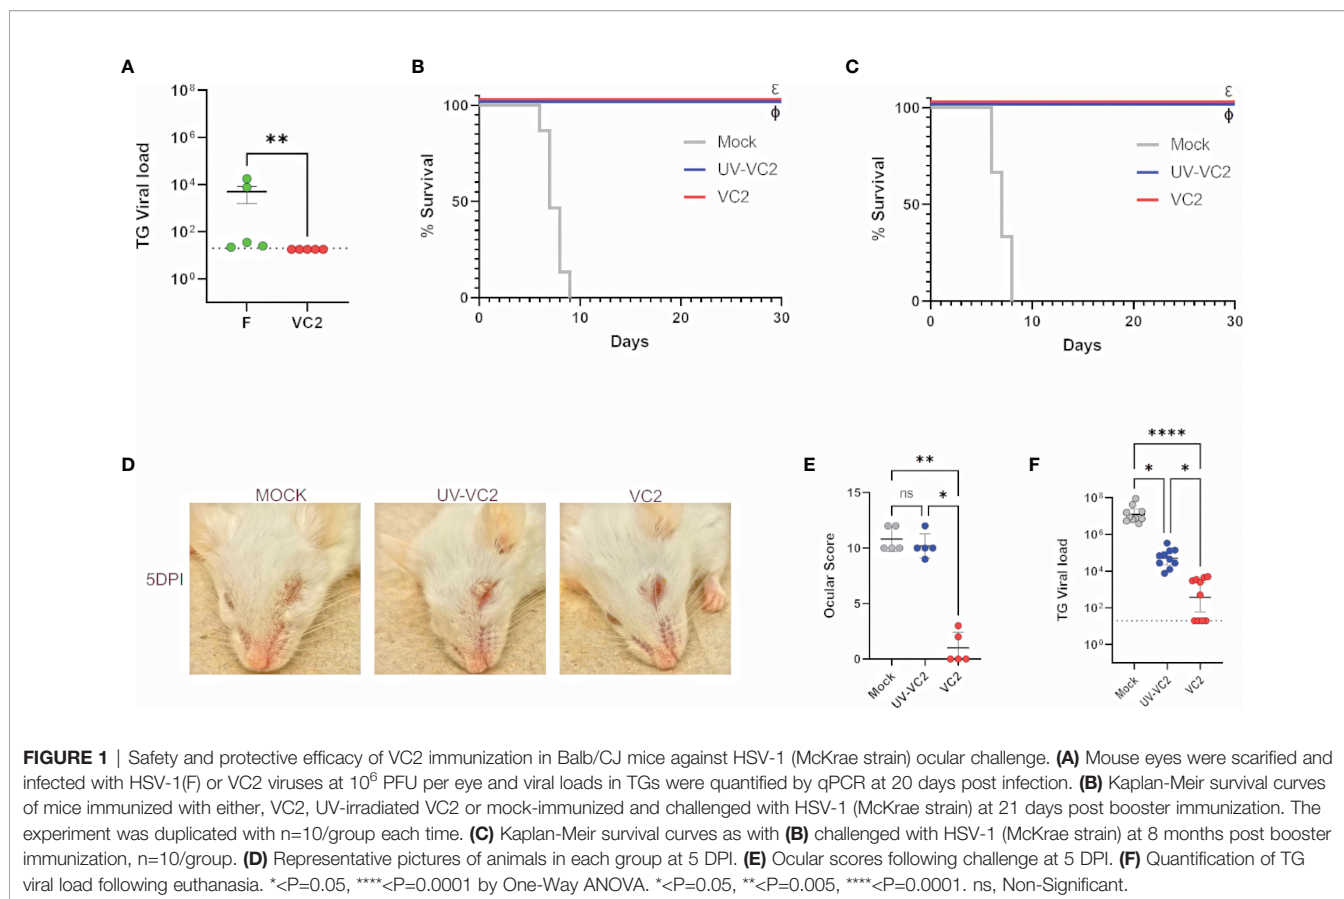 A
B
C
10⁸
10⁶
10⁴
10²
10⁰
TG Viral load
**
F
VC2
100
50
0
% Survival
ε
ϕ
Mock
UV-VC2
VC2
0
10
20
30
Days
100
50
0
% Survival
ε
ϕ
Mock
UV-VC2
VC2
0
10
20
30
Days
D
MOCK
UV-VC2
VC2
5DPI
E
**
ns
*
15
10
5
0
Ocular Score
Mock
UV-VC2
VC2
F
****
*
*
10⁸
10⁶
10⁴
10²
10⁰
TG Viral load
Mock
UV-VC2
VC2
FIGURE 1 | Safety and protective efficacy of VC2 immunization in Balb/CJ mice against HSV-1 (McKrae strain) ocular challenge. (A) Mouse eyes were scarified and
infected with HSV-1(F) or VC2 viruses at 10⁶ PFU per eye and viral loads in TGs were quantified by qPCR at 20 days post infection. (B) Kaplan-Meir survival curves
of mice immunized with either, VC2, UV-irradiated VC2 or mock-immunized and challenged with HSV-1 (McKrae strain) at 21 days post booster immunization. The
experiment was duplicated with n=10/group each time. (C) Kaplan-Meir survival curves as with (B) challenged with HSV-1 (McKrae strain) at 8 months post booster
immunization, n=10/group. (D) Representative pictures of animals in each group at 5 DPI. (E) Ocular scores following challenge at 5 DPI. (F) Quantification of TG
viral load following euthanasia. *<P=0.05, ****<P=0.0001 by One-Way ANOVA. *<P=0.05, **<P=0.005, ****<P=0.0001. ns, Non-Significant.